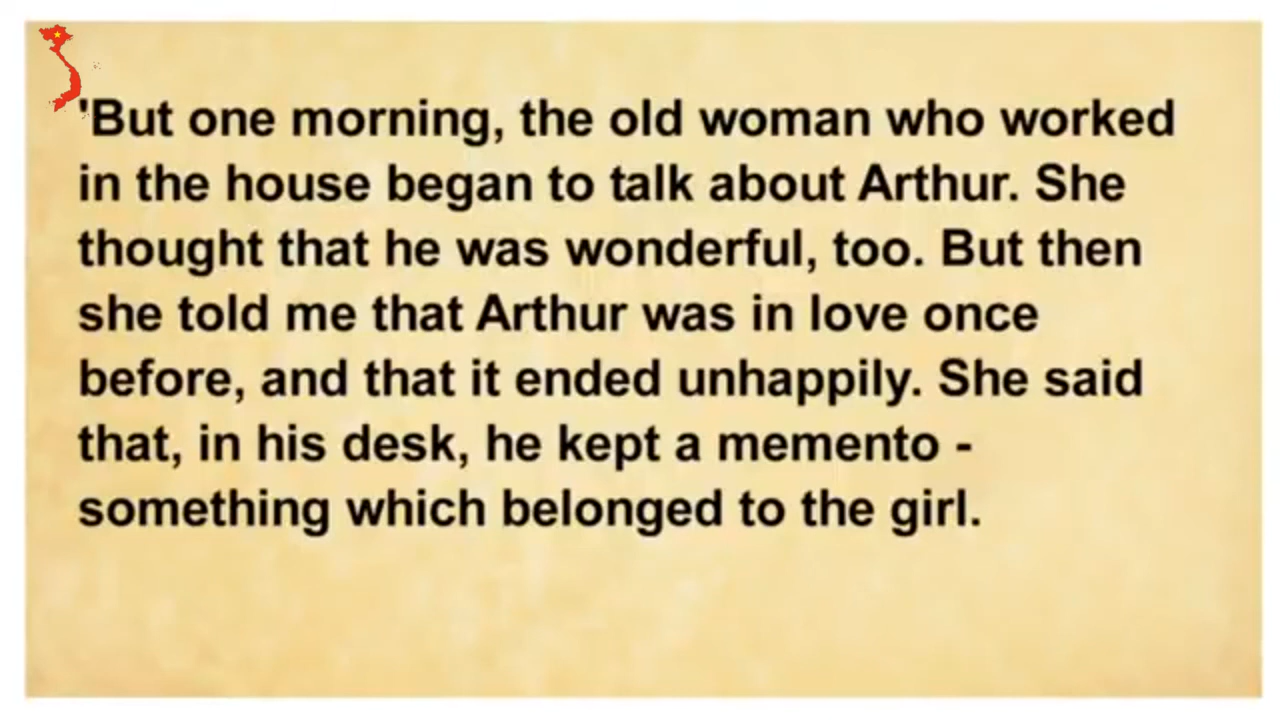 'But one morning, the old woman who worked
in the house began to talk about Arthur. She
thought that he was wonderful, too. But then
she told me that Arthur was in love once
before, and that it ended unhappily. She said
that, in his desk, he kept a memento -
something which belonged to the girl.